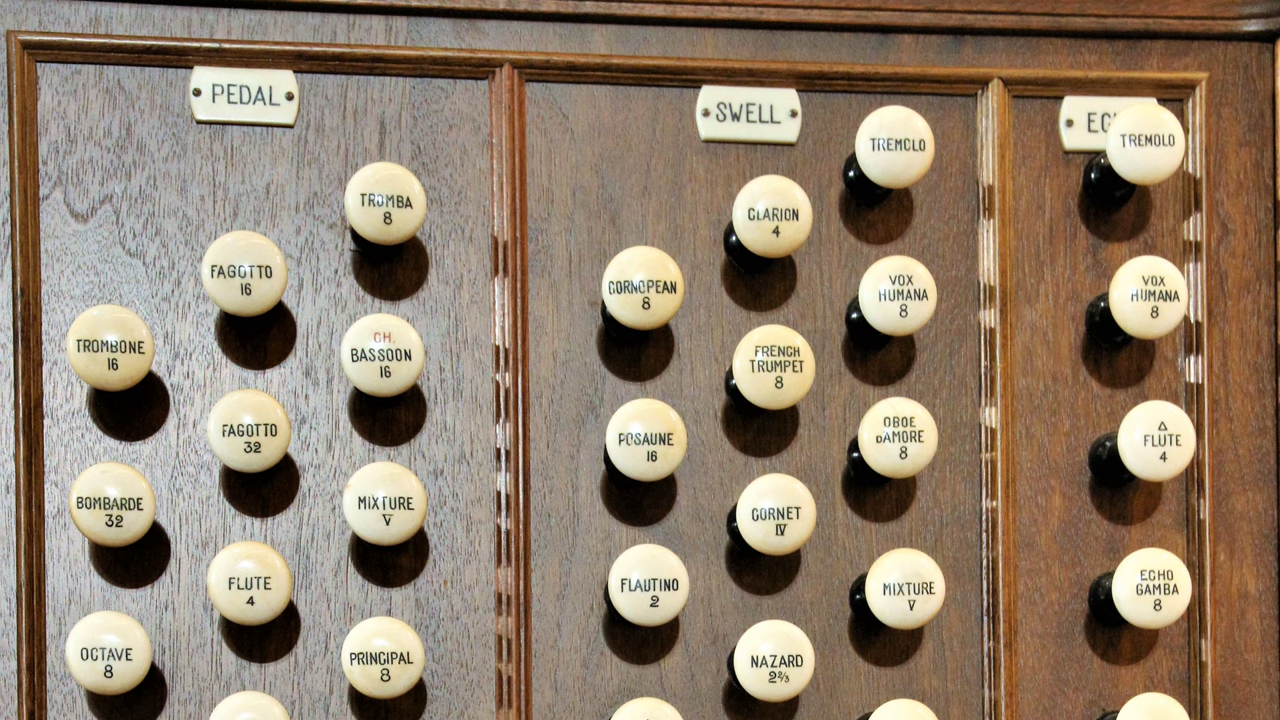 PEDAL
TROMBONE
16
BOMBARDE
32
OCTAVE
8
FAGOTTO
16
FAGOTTO
32
FLUTE
4
TROMBA
8
CH.
BASSOON
16
MIXTURE
V
PRINCIPAL
8
SWELL
CORNOPEAN
8
POSAUNE
16
FLAUTINO
2
CLARION
4
FRENCH
TRUMPET
8
CORNET
IV
NAZARD
2⅔
TREMOLO
VOX
HUMANA
8
OBOE
DAMORE
8
MIXTURE
V
TREMOLO
VOX
HUMANA
8
Δ
FLUTE
4
ECHO
GAMBA
8